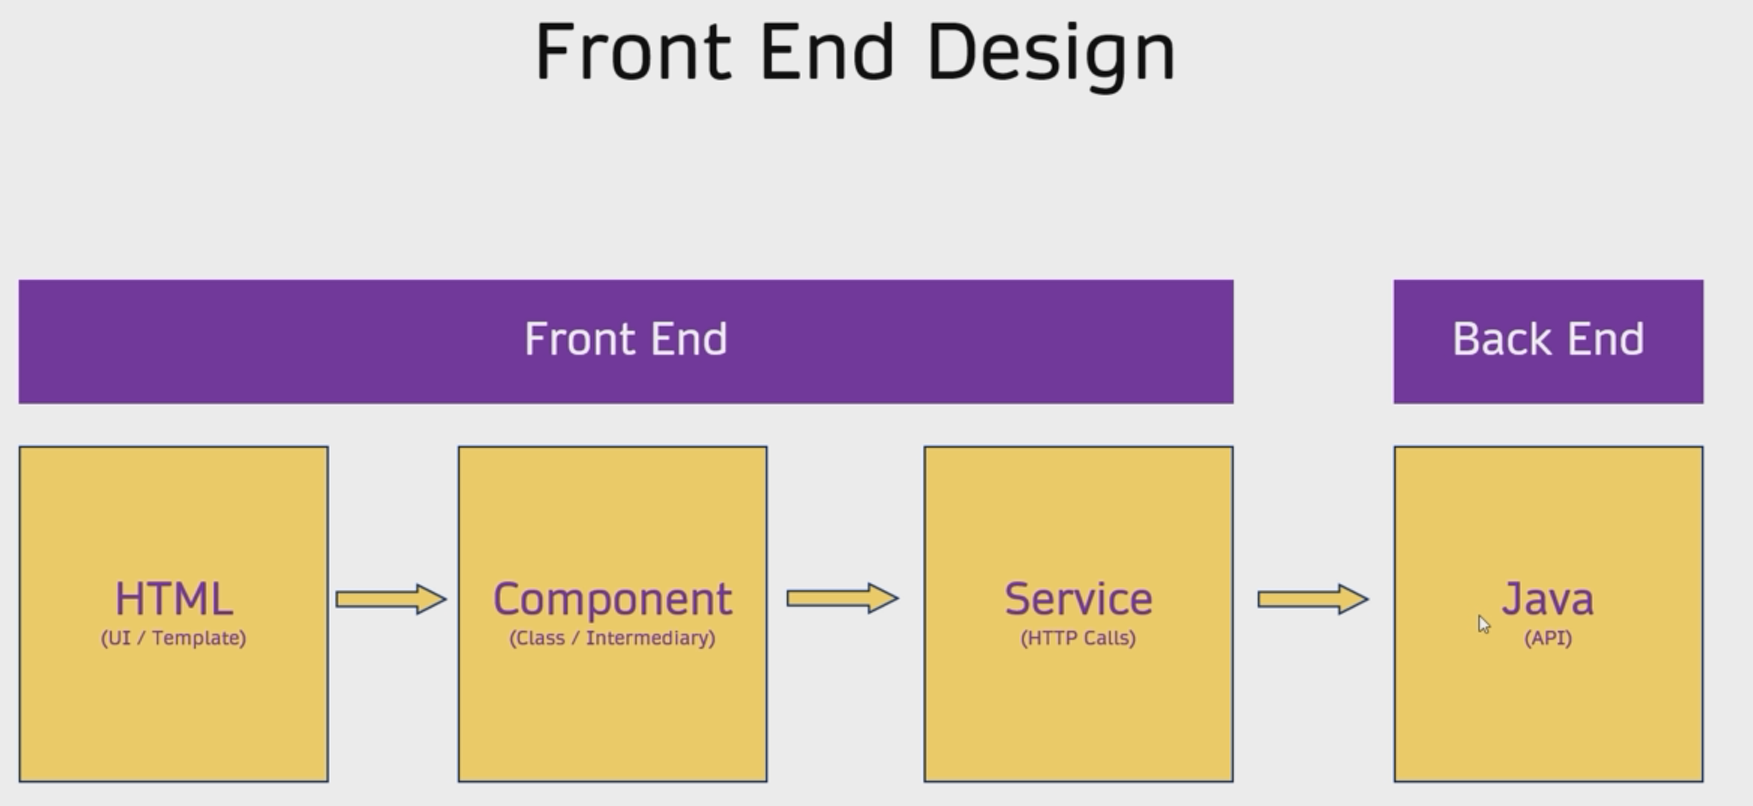 Front End Design
Front End
Back End
HTML
(UI / Template)
Component
(Class / Intermediary)
Service
(HTTP Calls)
Java
(API)